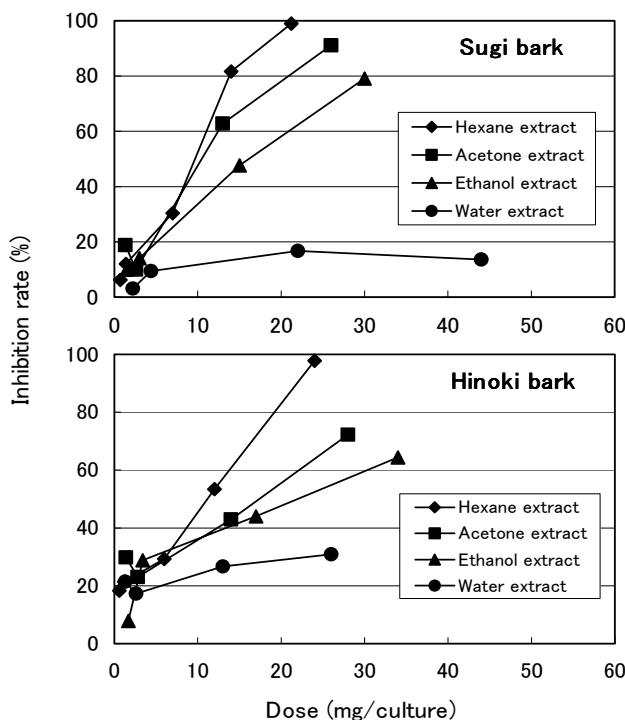 100
Sugi bark
80
Hexane extract
60
Acetone extract
40
Ethanol extract
20
Water extract
0
0 10 20 30 40 50 60
Inhibition rate (%)
100
Hinoki bark
80
60
Hexane extract
40
Acetone extract
Ethanol extract
20
Water extract
0
0 10 20 30 40 50 60
Dose (mg/culture)